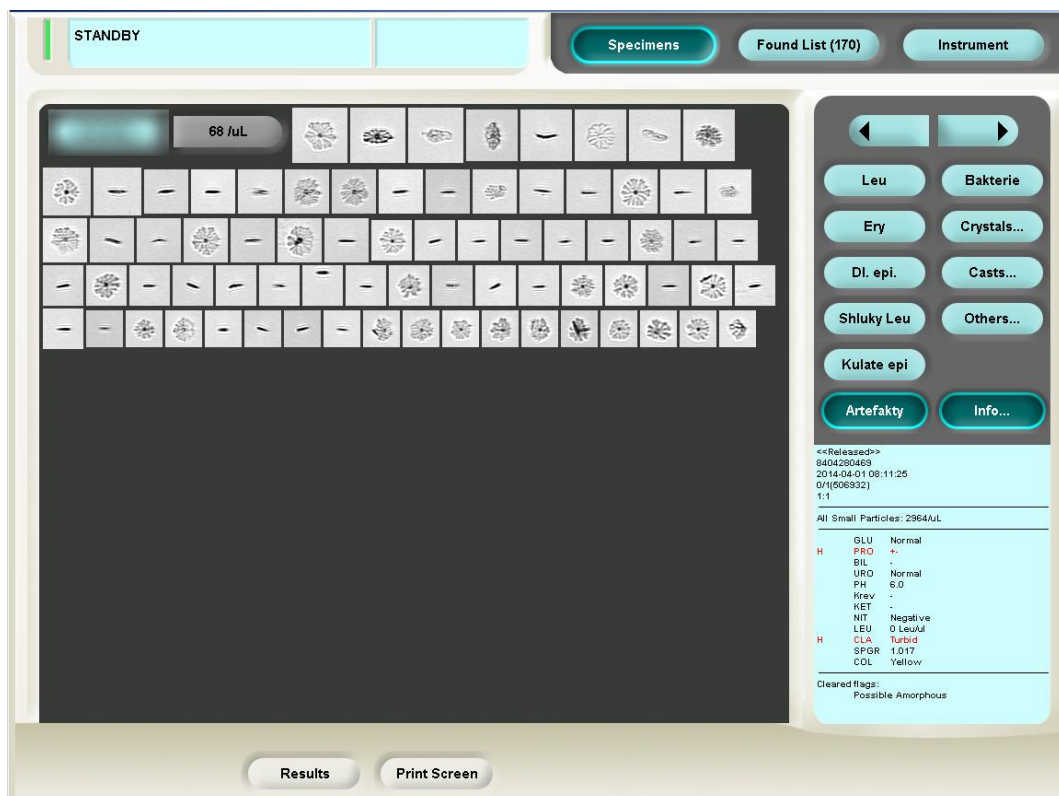 STANDBY
Specimens
Found List (170)
Instrument
68 /uL
Leu
Bakterie
Ery
Crystals...
Dl. epi.
Casts...
Shluky Leu
Others...
Kulate epi
Artefakty
Info...
<<Released>>
8404280469
2014-04-01 08:11:25
0/1(506932)
1:1
All Small Particles: 2964/uL
GLU Normal
H PRO +-
BIL -
URO Normal
PH 6.0
Krev -
KET -
NIT Negative
LEU 0 Leu/ul
H CLA Turbid
SPGR 1.017
COL Yellow
Cleared flags:
Possible Amorphous
Results
Print Screen